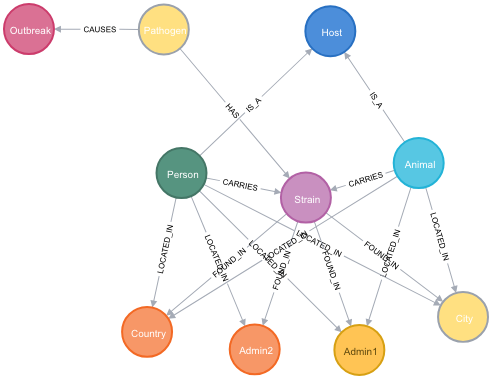 Outbreak
CAUSES
Pathogen
Host
HAS
IS_A
IS_A
Person
CARRIES
Strain
CARRIES
Animal
LOCATED_IN
LOCATED_IN
LOCATED_IN
LOCATED_IN
FOUND_IN
FOUND_IN
FOUND_IN
FOUND_IN
LOCATED_IN
LOCATED_IN
LOCATED_IN
Country
Admin2
Admin1
City